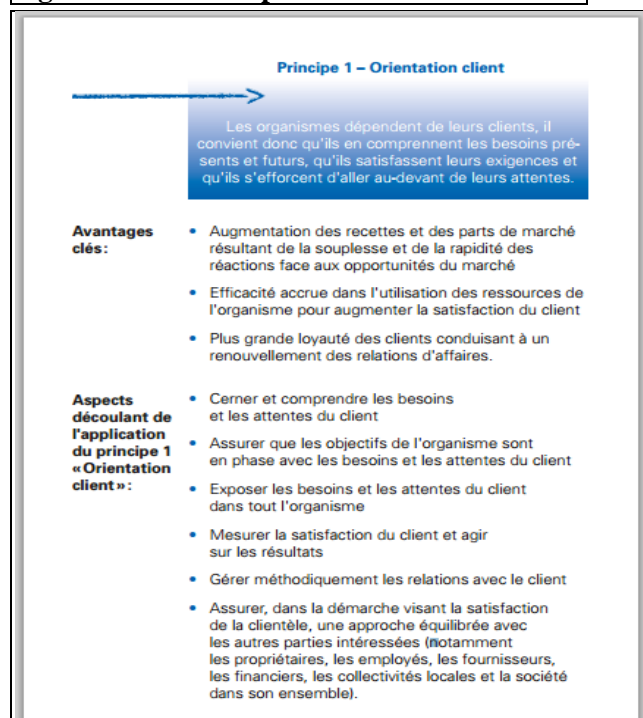 Principe 1 – Orientation client
Les organismes dépendent de leurs clients, il
convient donc qu'ils en comprennent les besoins pré-
sents et futurs, qu'ils satisfassent leurs exigences et
qu'ils s'efforcent d'aller au-devant de leurs attentes.
Avantages
clés :
• Augmentation des recettes et des parts de marché
résultant de la souplesse et de la rapidité des
réactions face aux opportunités du marché
• Efficacité accrue dans l'utilisation des ressources de
l'organisme pour augmenter la satisfaction du client
• Plus grande loyauté des clients conduisant à un
renouvellement des relations d'affaires.
Aspects
découlant de
l'application
du principe 1
«Orientation
client» :
• Cerner et comprendre les besoins
et les attentes du client
• Assurer que les objectifs de l'organisme sont
en phase avec les besoins et les attentes du client
• Exposer les besoins et les attentes du client
dans tout l'organisme
• Mesurer la satisfaction du client et agir
sur les résultats
• Gérer méthodiquement les relations avec le client
• Assurer, dans la démarche visant la satisfaction
de la clientèle, une approche équilibrée avec
les autres parties intéressées (notamment
les propriétaires, les employés, les fournisseurs,
les financiers, les collectivités locales et la société
dans son ensemble).